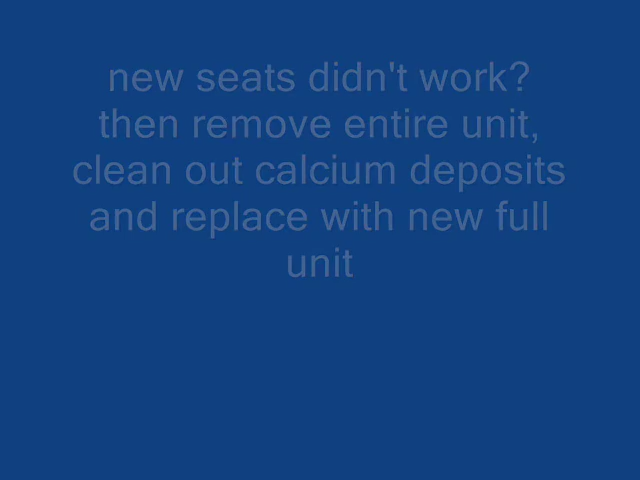 new seats didn't work?
then remove entire unit,
clean out calcium deposits
and replace with new full
unit